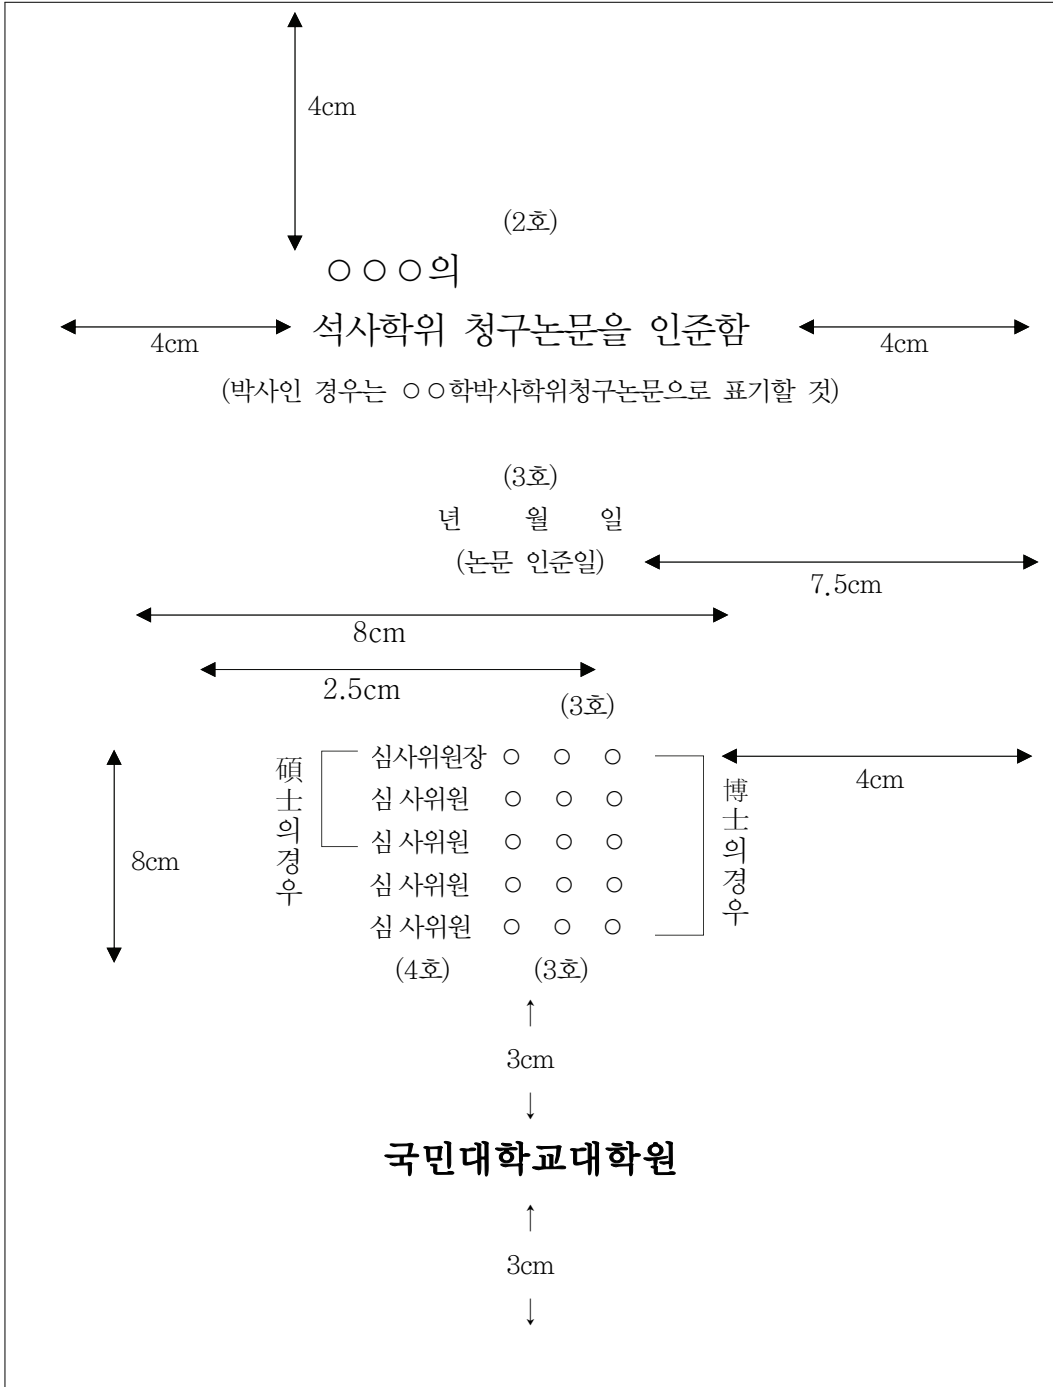 4cm
(2호)
○○○의
4cm 석사학위 청구논문을 인준함 4cm
(박사인 경우는 ○○학박사학위청구논문으로 표기할 것)
(3호)
년 월 일
(논문 인준일)
7.5cm
8cm
2.5cm
(3호)
심사위원장 ○ ○ ○
심 사위원 ○ ○ ○
심 사위원 ○ ○ ○
심 사위원 ○ ○ ○
심 사위원 ○ ○ ○
碩士의경우
博士의경우
4cm
8cm
(4호) (3호)
↑
3cm
↓
국민대학교대학원
↑
3cm
↓